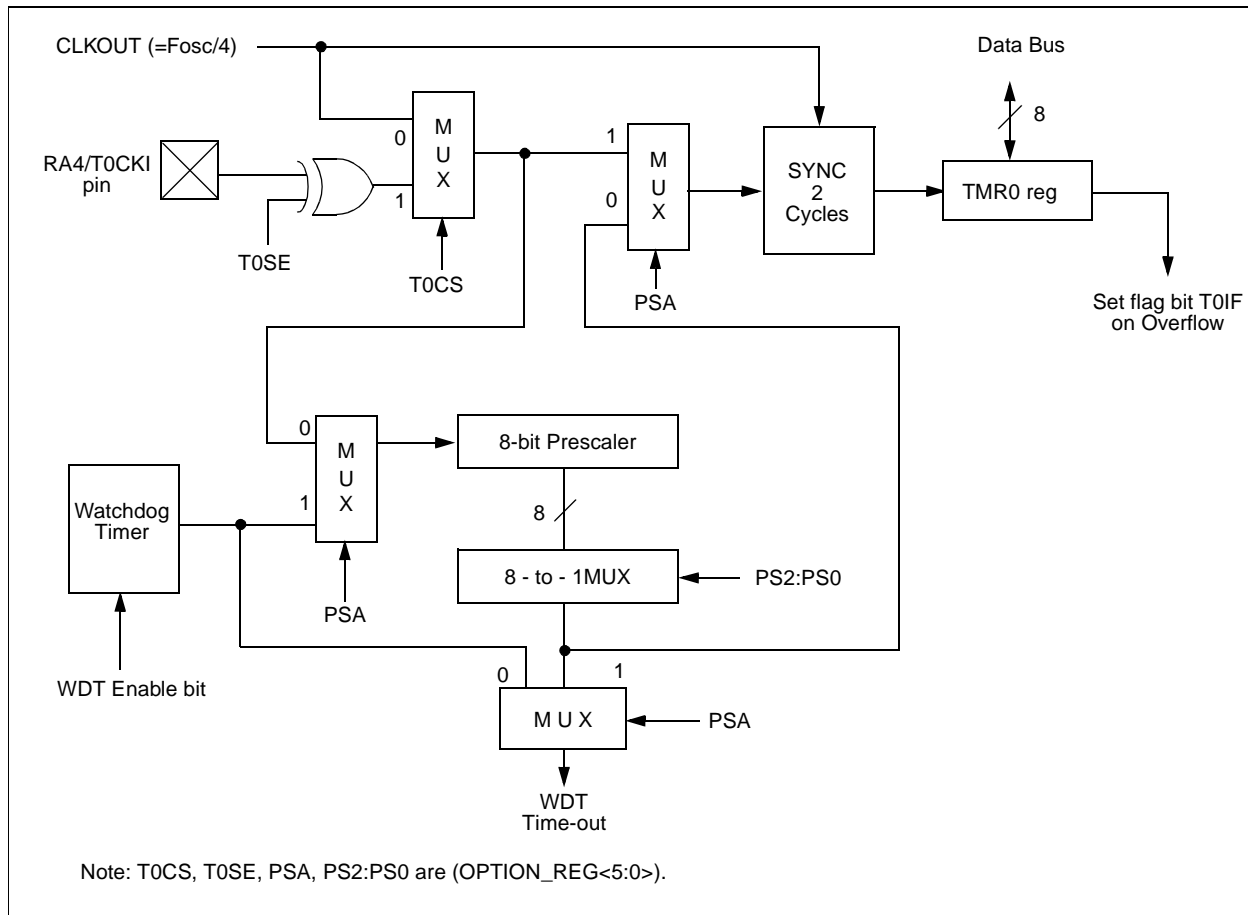 CLKOUT (=Fosc/4)
Data Bus
8
0
M
U
X
1
M
U
X
0
RA4/T0CKI
pin
1
SYNC
2
Cycles
TMR0 reg
T0SE
T0CS
PSA
Set flag bit T0IF
on Overflow
0
M
U
X
1
8-bit Prescaler
Watchdog
Timer
8
8 - to - 1MUX
PS2:PS0
PSA
WDT Enable bit
0
1
M U X
PSA
WDT
Time-out
Note: T0CS, T0SE, PSA, PS2:PS0 are (OPTION_REG<5:0>).